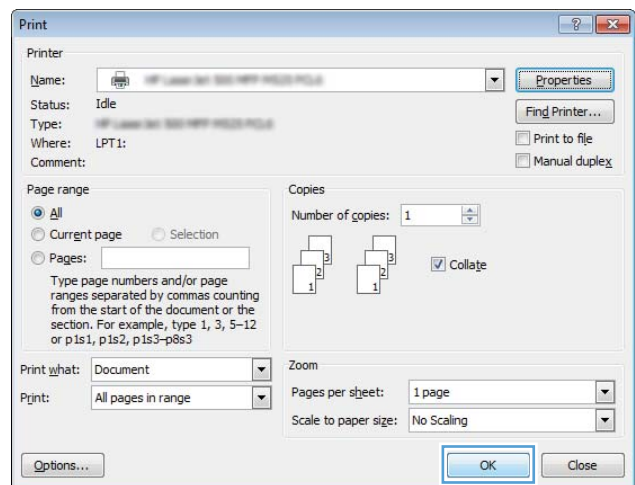 Print
Printer
Name:
Properties
Status: Idle
Find Printer...
Type:
Where: LPT1:
Print to file
Comment:
Manual duplex
Page range
All
Current page Selection
Pages:
Type page numbers and/or page
ranges separated by commas counting
from the start of the document or the
section. For example, type 1, 3, 5–12
or p1s1, p1s2, p1s3–p8s3
Copies
Number of copies: 1
1 2 3 1 2 3
Collate
Print what: Document
Print: All pages in range
Zoom
Pages per sheet: 1 page
Scale to paper size: No Scaling
Options...
OK
Close